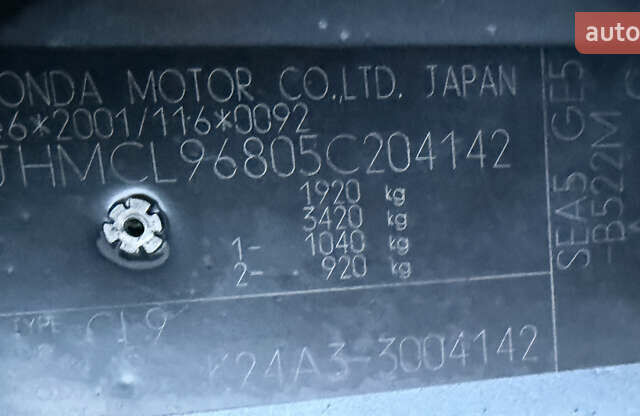 auto
ONDA MOTOR CO.,LTD. JAPAN
e6*2001/116*0092
JHMCL96805C204142
1920 kg
3420 kg
1- 1040 kg
2- 920 kg
TYPE CL9
K24A3-3004142
SEA5 GE5
-B522M